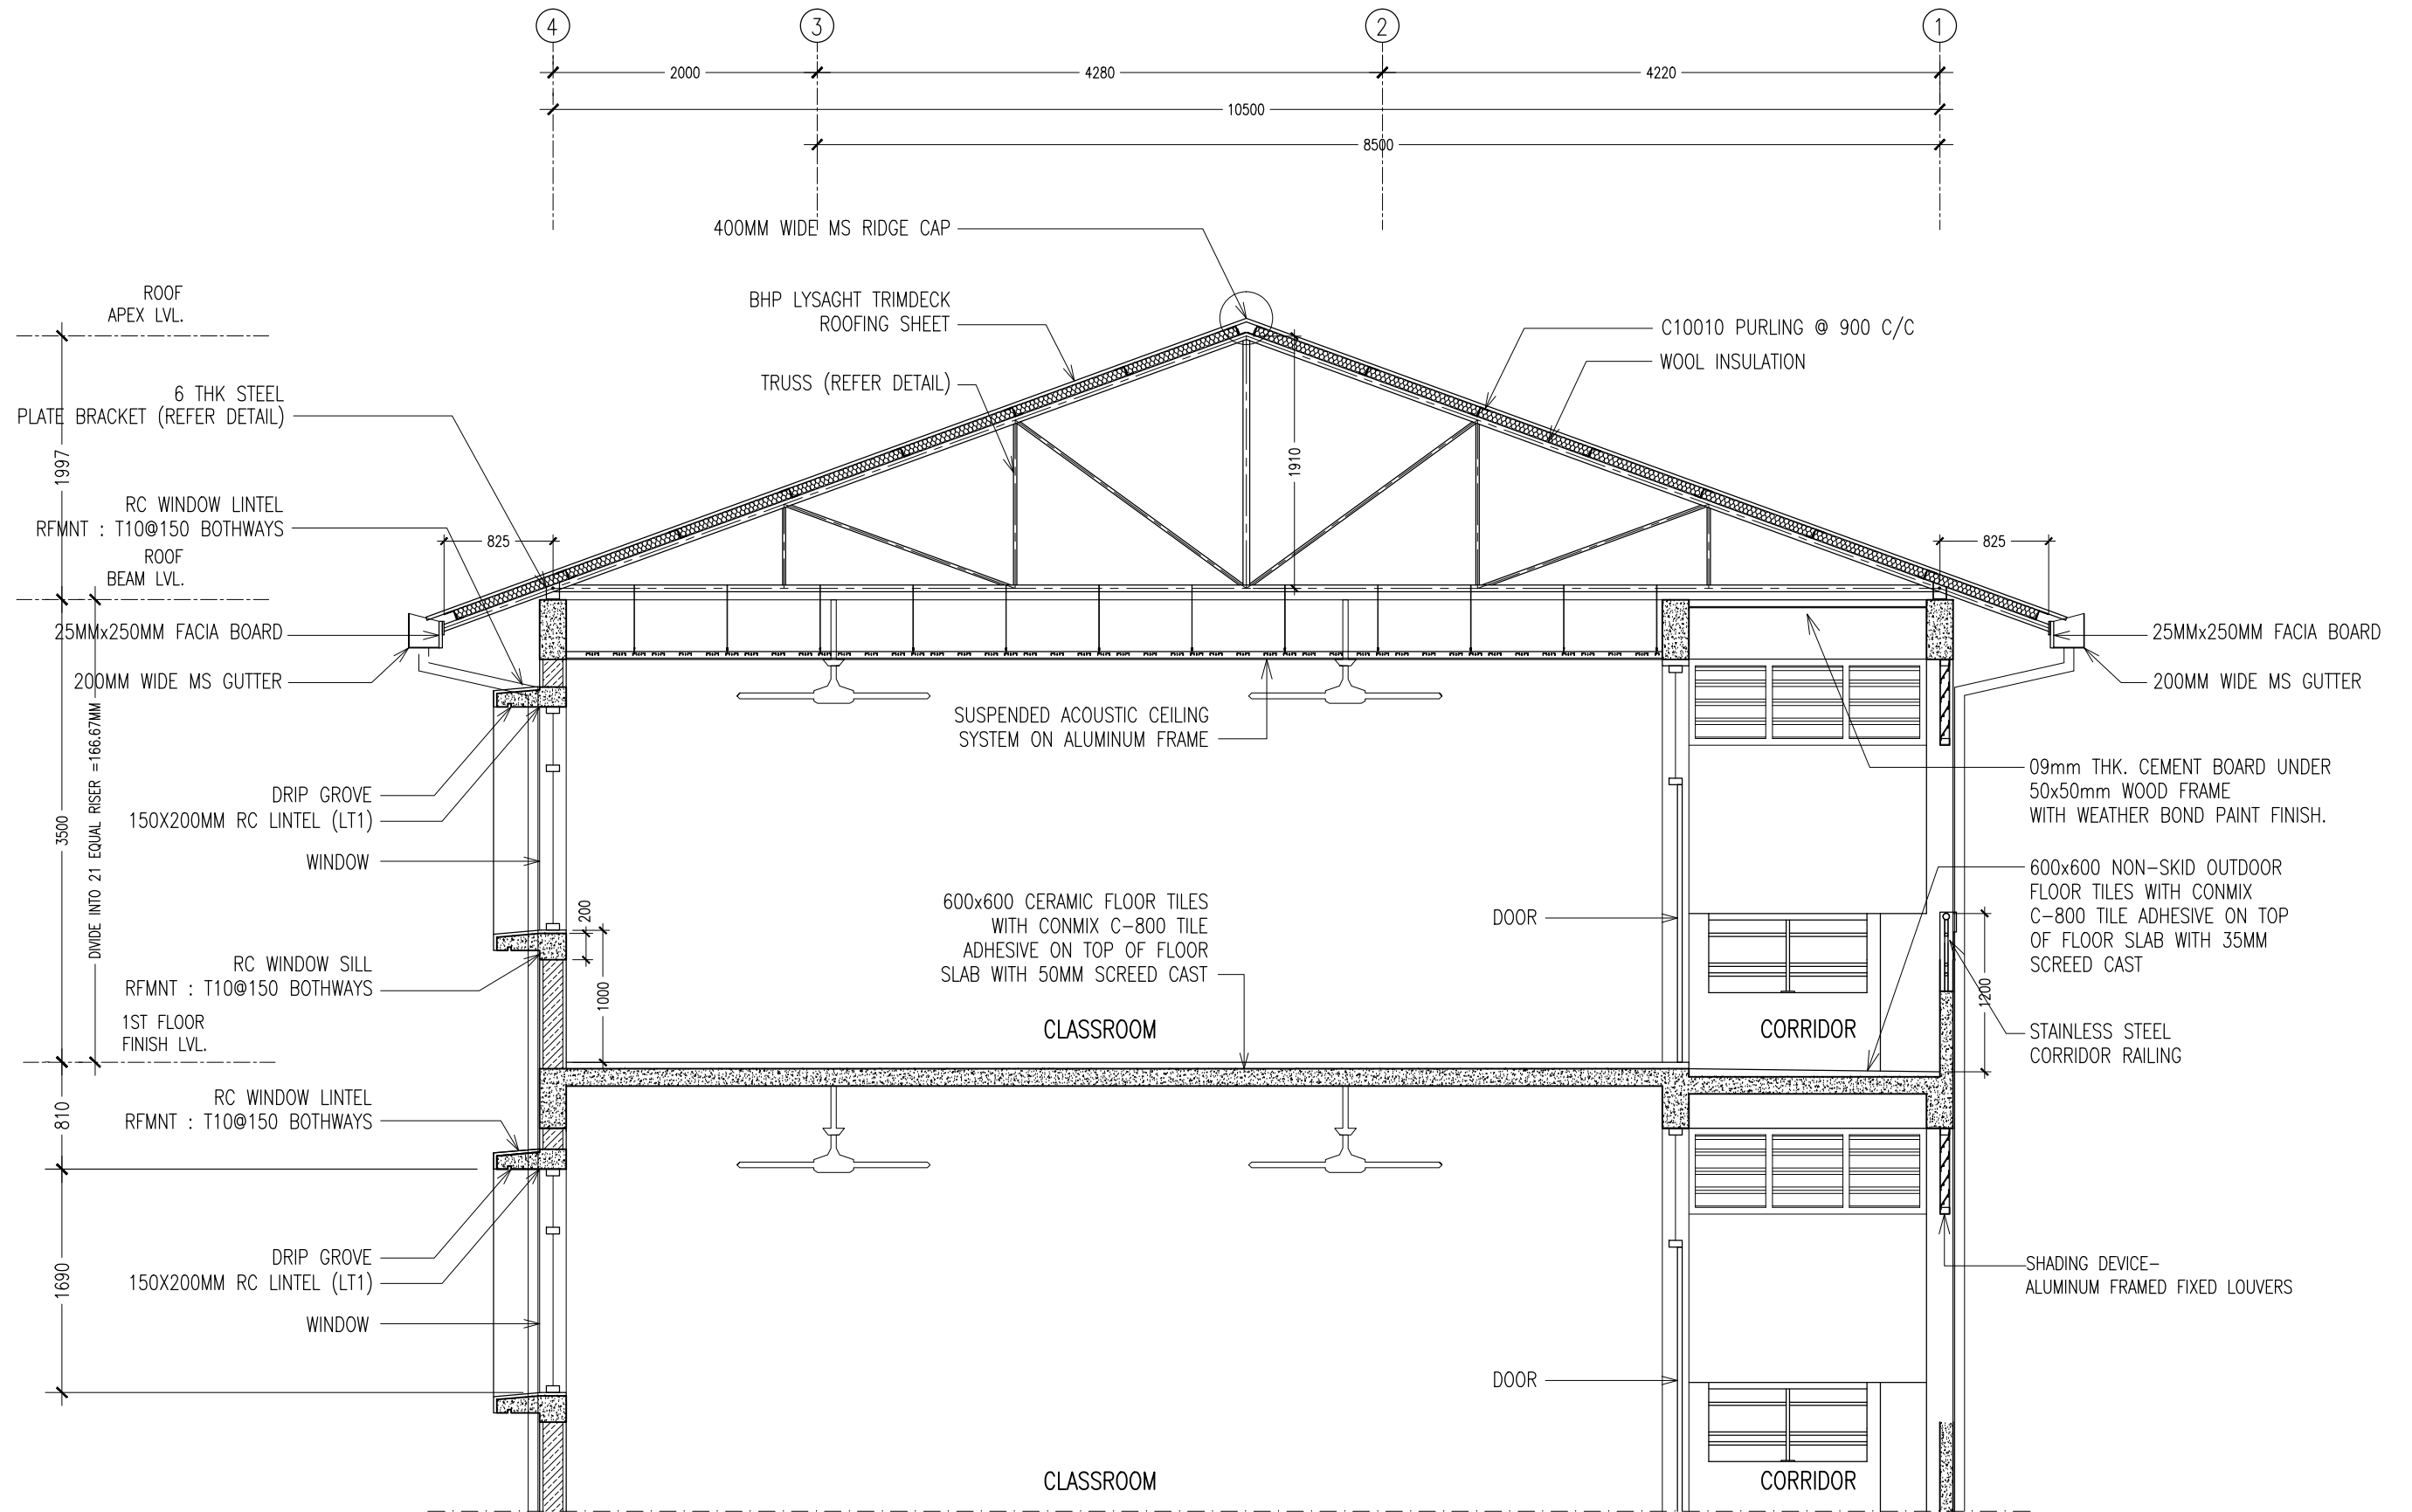 4
3
2
1
2000
4280
4220
10500
8500
400MM WIDE MS RIDGE CAP
ROOF
APEX LVL.
BHP LYSAGHT TRIMDECK
ROOFING SHEET
C10010 PURLING @ 900 C/C
WOOL INSULATION
TRUSS (REFER DETAIL)
6 THK STEEL
PLATE BRACKET (REFER DETAIL)
1997
1910
RC WINDOW LINTEL
RFMNT : T10@150 BOTHWAYS
ROOF
BEAM LVL.
825
825
25MMx250MM FACIA BOARD
25MMx250MM FACIA BOARD
200MM WIDE MS GUTTER
200MM WIDE MS GUTTER
SUSPENDED ACOUSTIC CEILING
SYSTEM ON ALUMINUM FRAME
3500
DIVIDE INTO 21 EQUAL RISER =166.67MM
DRIP GROVE
150X200MM RC LINTEL (LT1)
WINDOW
09mm THK. CEMENT BOARD UNDER
50x50mm WOOD FRAME
WITH WEATHER BOND PAINT FINISH.
600x600 NON-SKID OUTDOOR
FLOOR TILES WITH CONMIX
C-800 TILE ADHESIVE ON TOP
OF FLOOR SLAB WITH 35MM
SCREED CAST
600x600 CERAMIC FLOOR TILES
WITH CONMIX C-800 TILE
ADHESIVE ON TOP OF FLOOR
SLAB WITH 50MM SCREED CAST
DOOR
200
1000
1200
RC WINDOW SILL
RFMNT : T10@150 BOTHWAYS
1ST FLOOR
FINISH LVL.
CLASSROOM
CORRIDOR
STAINLESS STEEL
CORRIDOR RAILING
810
RC WINDOW LINTEL
RFMNT : T10@150 BOTHWAYS
1690
DRIP GROVE
150X200MM RC LINTEL (LT1)
WINDOW
SHADING DEVICE-
ALUMINUM FRAMED FIXED LOUVERS
DOOR
CLASSROOM
CORRIDOR